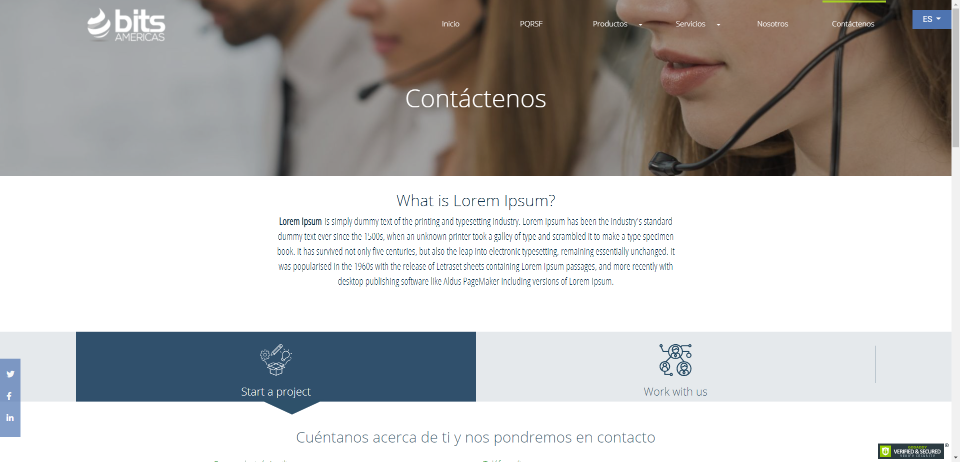 bits
AMERICAS
Inicio
PQRSF
Productos
Servicios
Nosotros
Contáctenos
ES
Contáctenos
What is Lorem Ipsum?
Lorem Ipsum is simply dummy text of the printing and typesetting industry. Lorem Ipsum has been the industry's standard
dummy text ever since the 1500s, when an unknown printer took a galley of type and scrambled it to make a type specimen
book. It has survived not only five centuries, but also the leap into electronic typesetting, remaining essentially unchanged. It
was popularised in the 1960s with the release of Letraset sheets containing Lorem Ipsum passages, and more recently with
desktop publishing software like Aldus PageMaker including versions of Lorem Ipsum.
Start a project
Work with us
Cuéntanos acerca de ti y nos pondremos en contacto
VERIFIED & SECURED